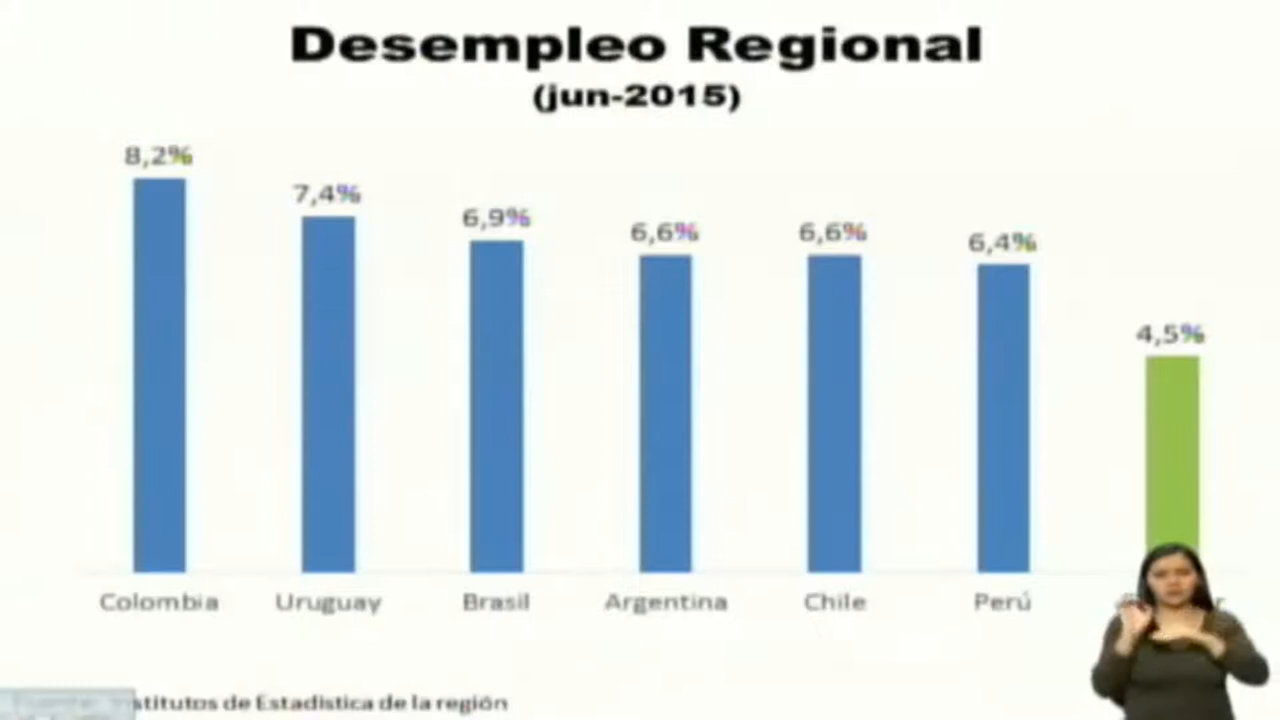 Desempleo Regional
(jun-2015)
8,2%
7,4%
6,9%
6,6%
6,6%
6,4%
4,5%
Colombia Uruguay Brasil Argentina Chile Perú
de Estadística de la región